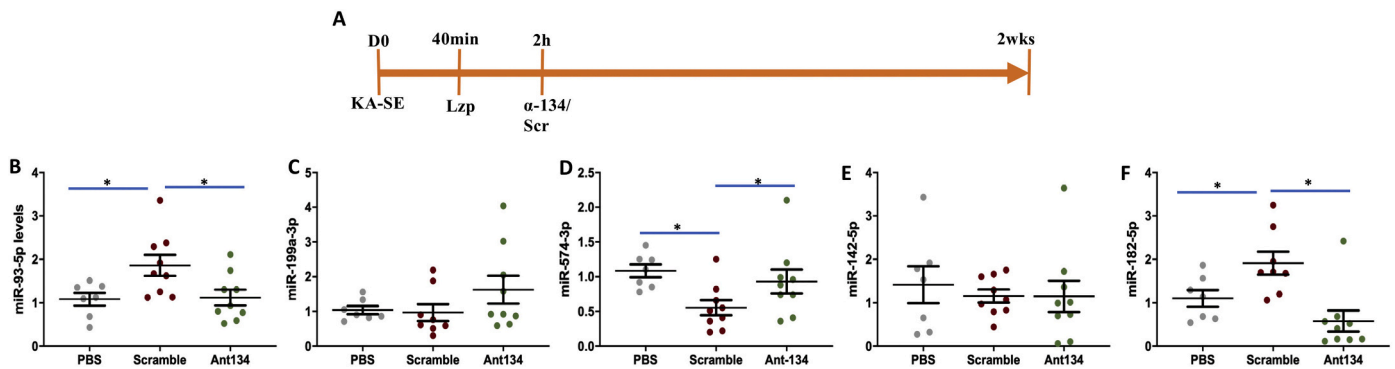 A
D0 40min 2h 2wks
KA-SE Lzp α-134/
Scr
B
miR-93-5p levels
4
3
2
1
0
*
*
PBS Scramble Ant134
C
miR-199a-3p
5
4
3
2
1
0
PBS Scramble Ant134
D
miR-574-3p
2.5
2.0
1.5
1.0
0.5
0.0
*
*
PBS Scramble Ant-134
E
miR-142-5p
4
3
2
1
0
PBS Scramble Ant134
F
miR-182-5p
4
3
2
1
0
*
*
PBS Scramble Ant134